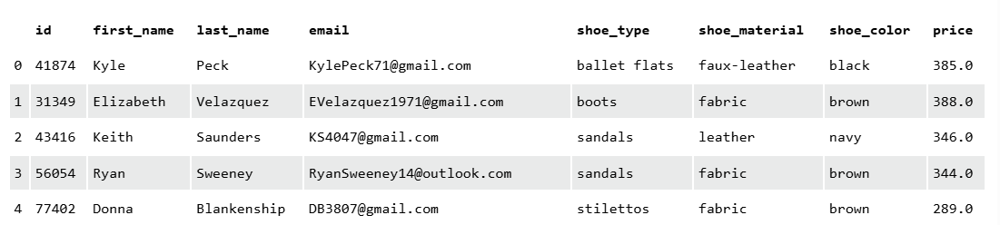 id first_name last_name email shoe_type shoe_material shoe_color price
0 41874 Kyle Peck KylePeck71@gmail.com ballet flats faux-leather black 385.0
1 31349 Elizabeth Velazquez EVelazquez1971@gmail.com boots fabric brown 388.0
2 43416 Keith Saunders KS4047@gmail.com sandals leather navy 346.0
3 56054 Ryan Sweeney RyanSweeney14@outlook.com sandals fabric brown 344.0
4 77402 Donna Blankenship DB3807@gmail.com stilettos fabric brown 289.0